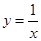 y = 1/x